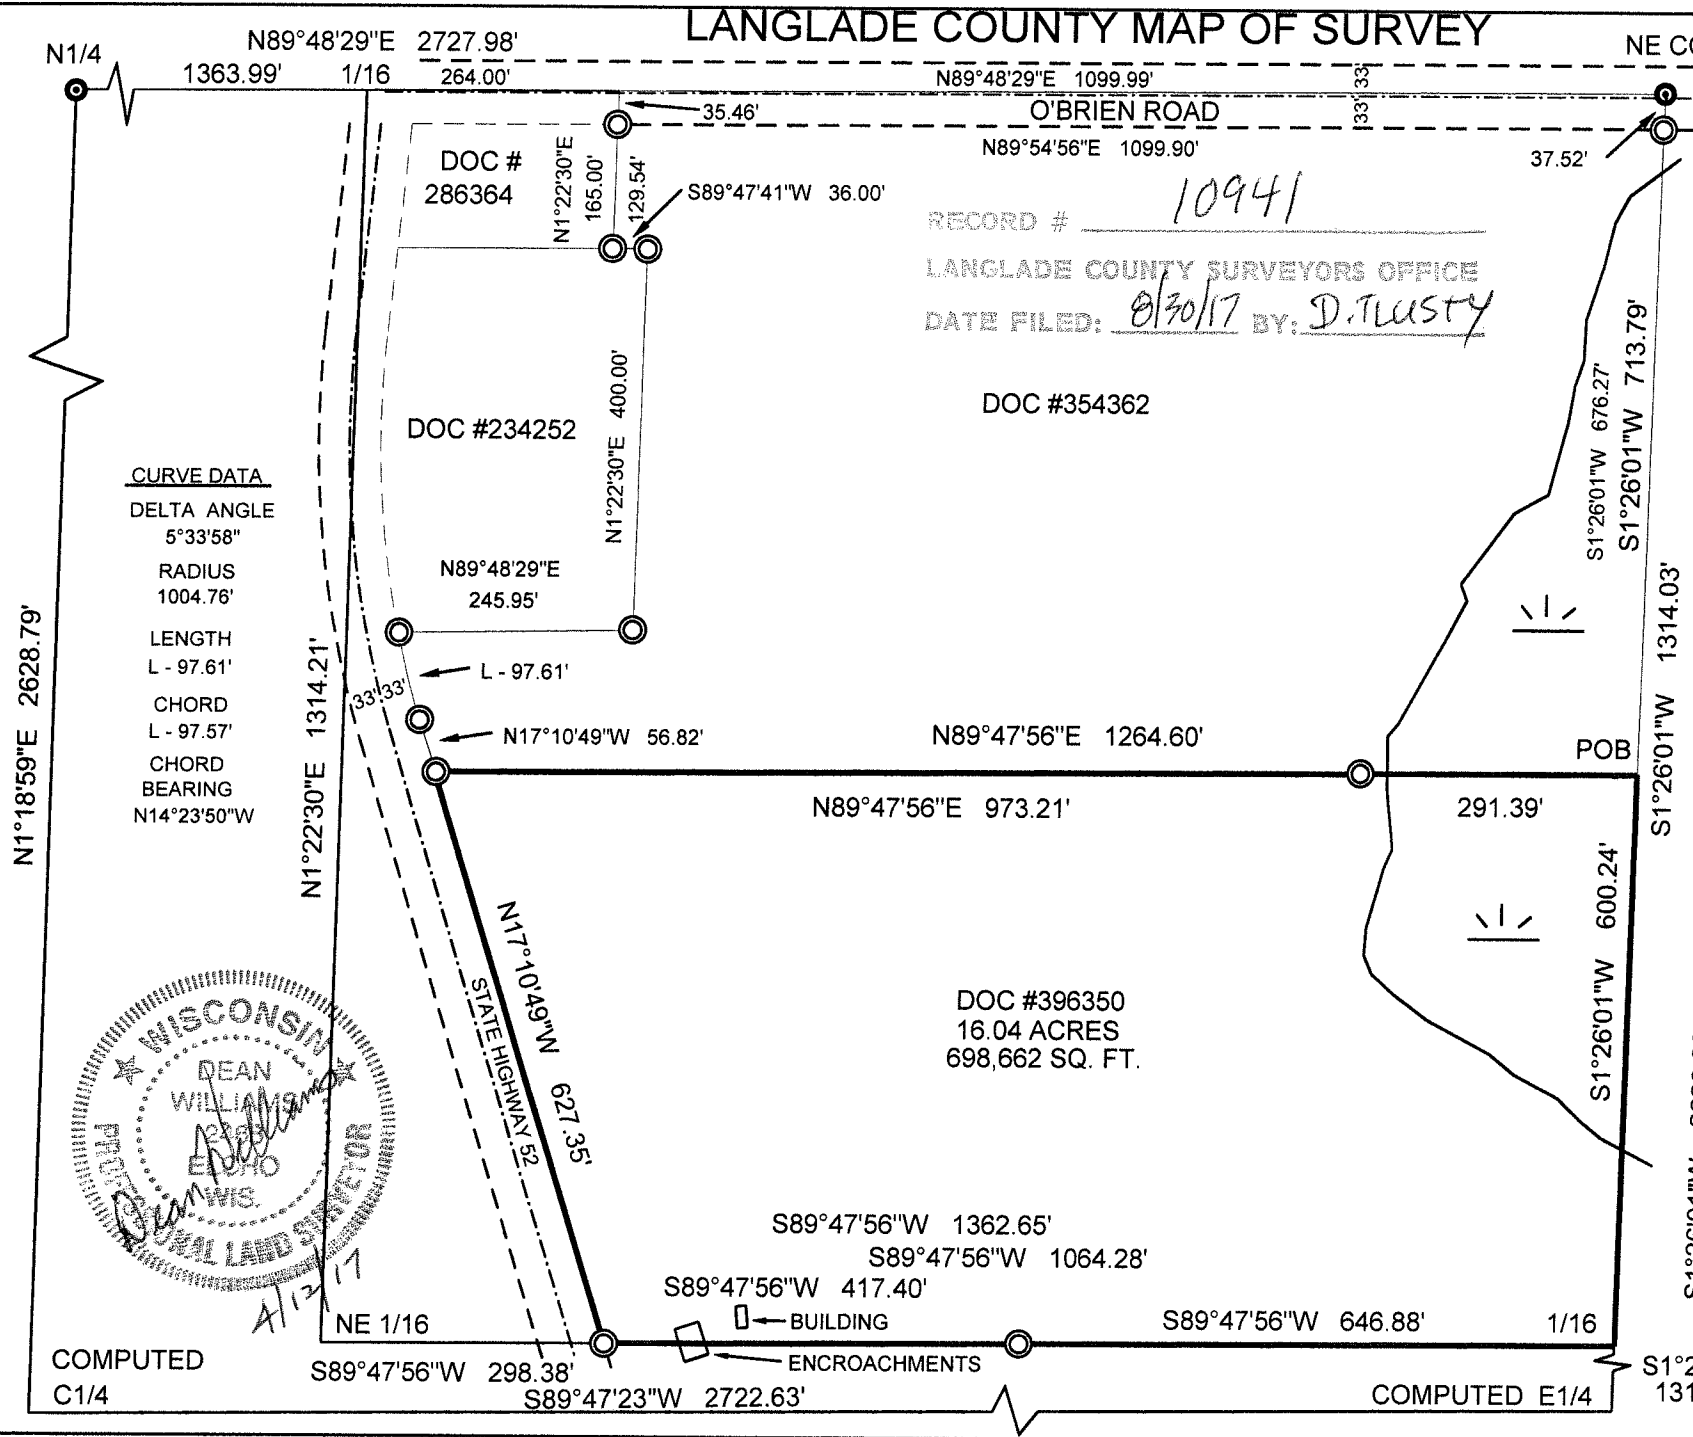 LANGLADE COUNTY MAP OF SURVEY
N1/4
N89°48'29"E 2727.98'
NE CO
1363.99'
1/16
264.00'
N89°48'29"E 1099.99'
33
35.46'
O'BRIEN ROAD
33'
N89°54'56"E 1099.90'
37.52'
DOC #
286364
N1°22'30"E
165.00'
129.54'
S89°47'41"W 36.00'
RECORD # 10941
LANGLADE COUNTY SURVEYORS OFFICE
DATE FILED: 8/30/17 BY: D.TLUSTY
DOC #234252
N1°22'30"E 400.00'
DOC #354362
S1°26'01"W 676.27'
S1°26'01"W 713.79'
CURVE DATA
DELTA ANGLE
5°33'58"
RADIUS
1004.76'
LENGTH
L - 97.61'
CHORD
L - 97.57'
CHORD
BEARING
N14°23'50"W
N89°48'29"E
245.95'
N1°18'59"E 2628.79'
N1°22'30"E 1314.21'
33'
33'
L - 97.61'
N17°10'49"W 56.82'
N89°47'56"E 1264.60'
POB
S1°26'01"W 1314.03'
N89°47'56"E 973.21'
291.39'
N17°10'49"W 627.35'
STATE HIGHWAY 52
DOC #396350
16.04 ACRES
698,662 SQ. FT.
S1°26'01"W 600.24'
WISCONSIN
DEAN
WILLIAMS
WIS.
LAND SURVEYOR
Dean Williams
4/12/17
S89°47'56"W 1362.65'
S89°47'56"W 1064.28'
S89°47'56"W 417.40'
BUILDING
S89°47'56"W 646.88'
1/16
NE 1/16
ENCROACHMENTS
S89°47'56"W 298.38'
COMPUTED
C1/4
S89°47'23"W 2722.63'
COMPUTED E1/4
S1°2
131